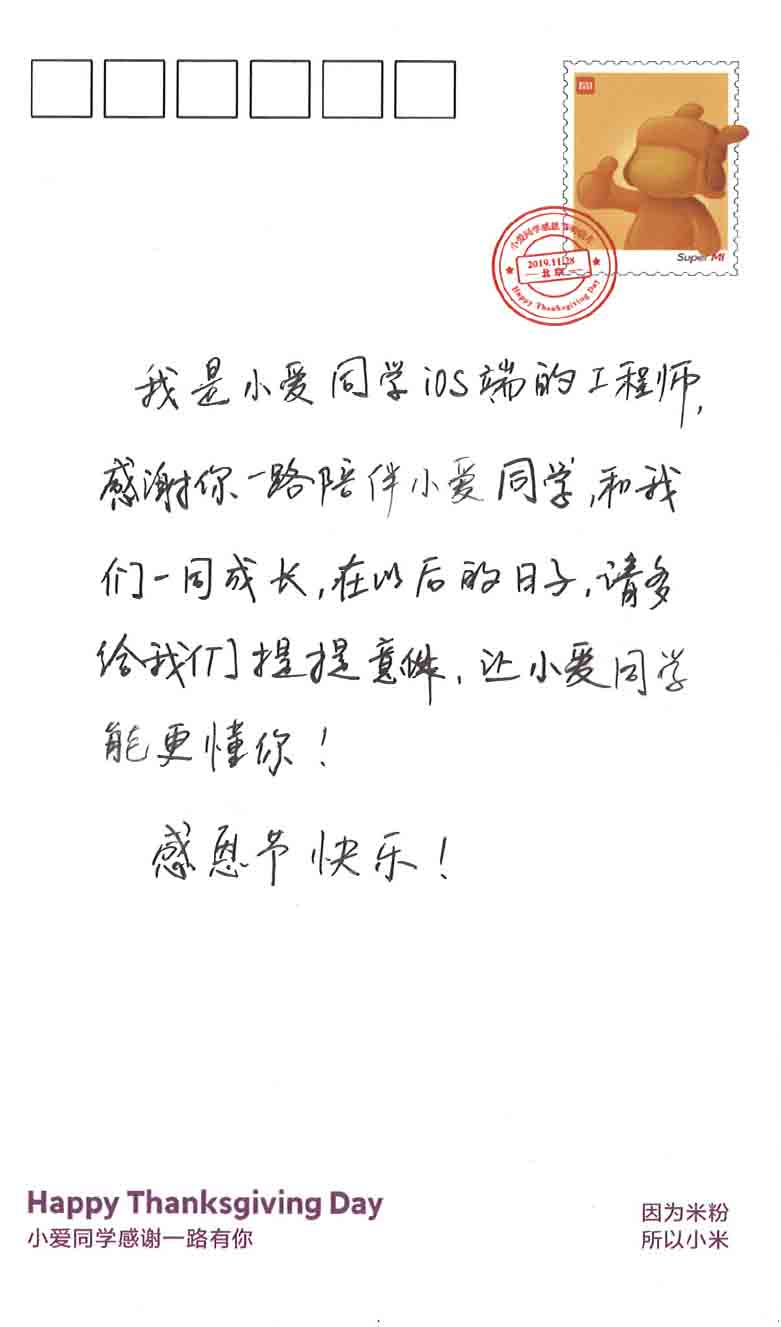 MI
Super MI
小爱同学感恩节明信片
2019.11.28
北京
Happy Thanksgiving Day
我是小爱同学iOS端的工程师,
感谢你一路陪伴小爱同学,和我
们一同成长,在以后的日子,请多
给我们提提意件,让小爱同学
能更懂你!
感恩节快乐!
Happy Thanksgiving Day
小爱同学感谢一路有你
因为米粉
所以小米